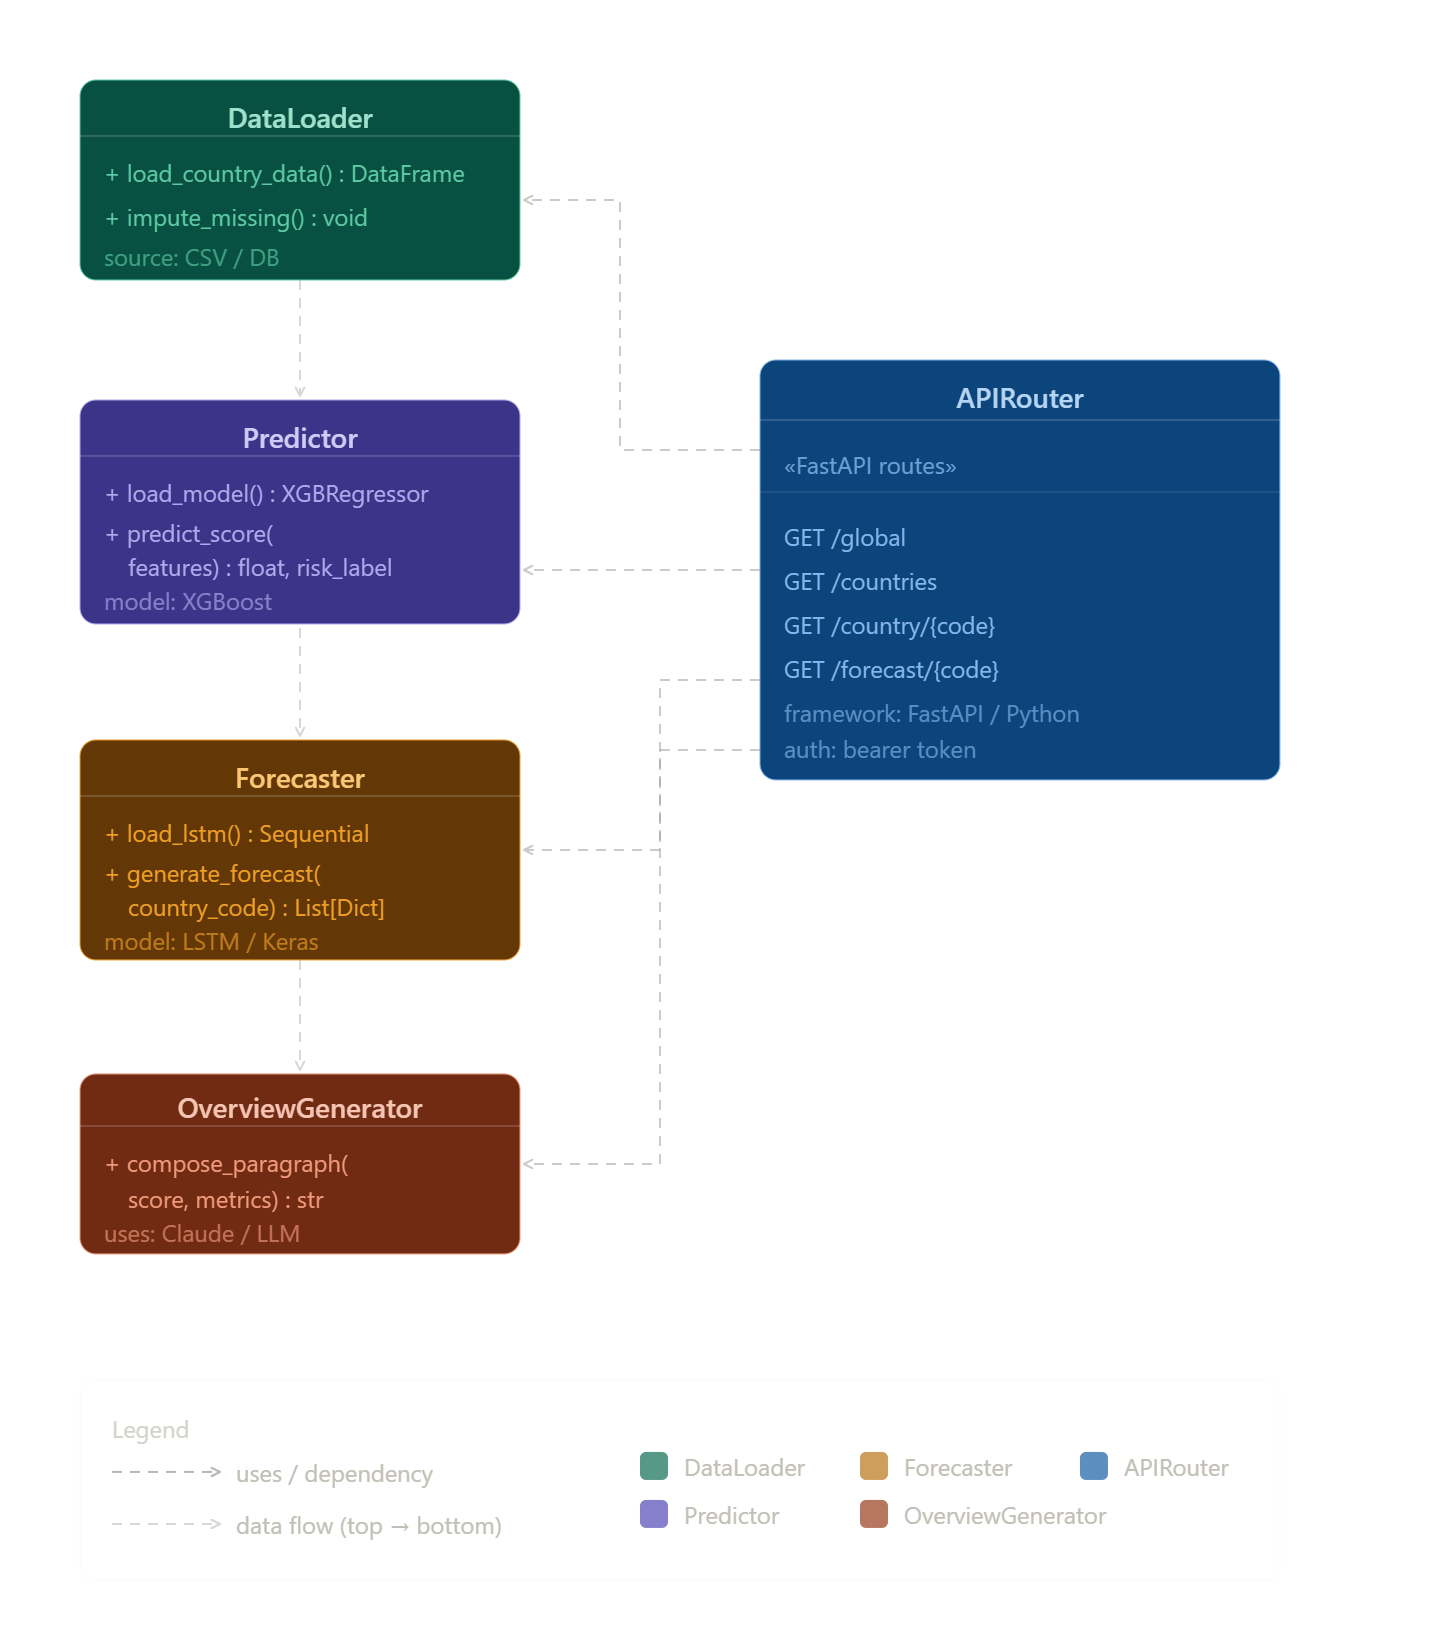 DataLoader
+ load_country_data() : DataFrame
+ impute_missing() : void
source: CSV / DB
Predictor
+ load_model() : XGBRegressor
+ predict_score(
features) : float, risk_label
model: XGBoost
Forecaster
+ load_lstm() : Sequential
+ generate_forecast(
country_code) : List[Dict]
model: LSTM / Keras
OverviewGenerator
+ compose_paragraph(
score, metrics) : str
uses: Claude / LLM
APIRouter
«FastAPI routes»
GET /global
GET /countries
GET /country/{code}
GET /forecast/{code}
framework: FastAPI / Python
auth: bearer token
Legend
uses / dependency
data flow (top → bottom)
DataLoader
Forecaster
APIRouter
Predictor
OverviewGenerator